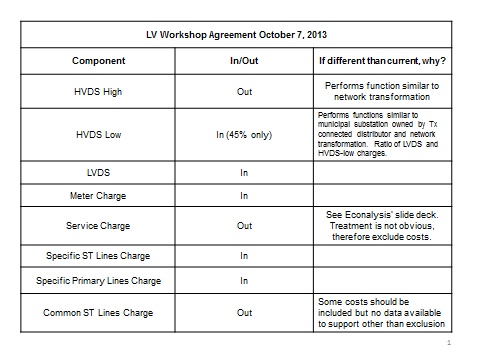 LV Workshop Agreement October 7, 2013
Component In/Out If different than current, why?
HVDS High Out Performs function similar to
network transformation
HVDS Low In (45% only) Performs functions similar to
municipal substation owned by Tx
connected distributor and network
transformation. Ratio of LVDS and
HVDS-low charges.
LVDS In
Meter Charge In
Service Charge Out See Econalysis' slide deck.
Treatment is not obvious,
therefore exclude costs.
Specific ST Lines Charge In
Specific Primary Lines Charge In
Common ST Lines Charge Out Some costs should be
included but no data available
to support other than exclusion
1